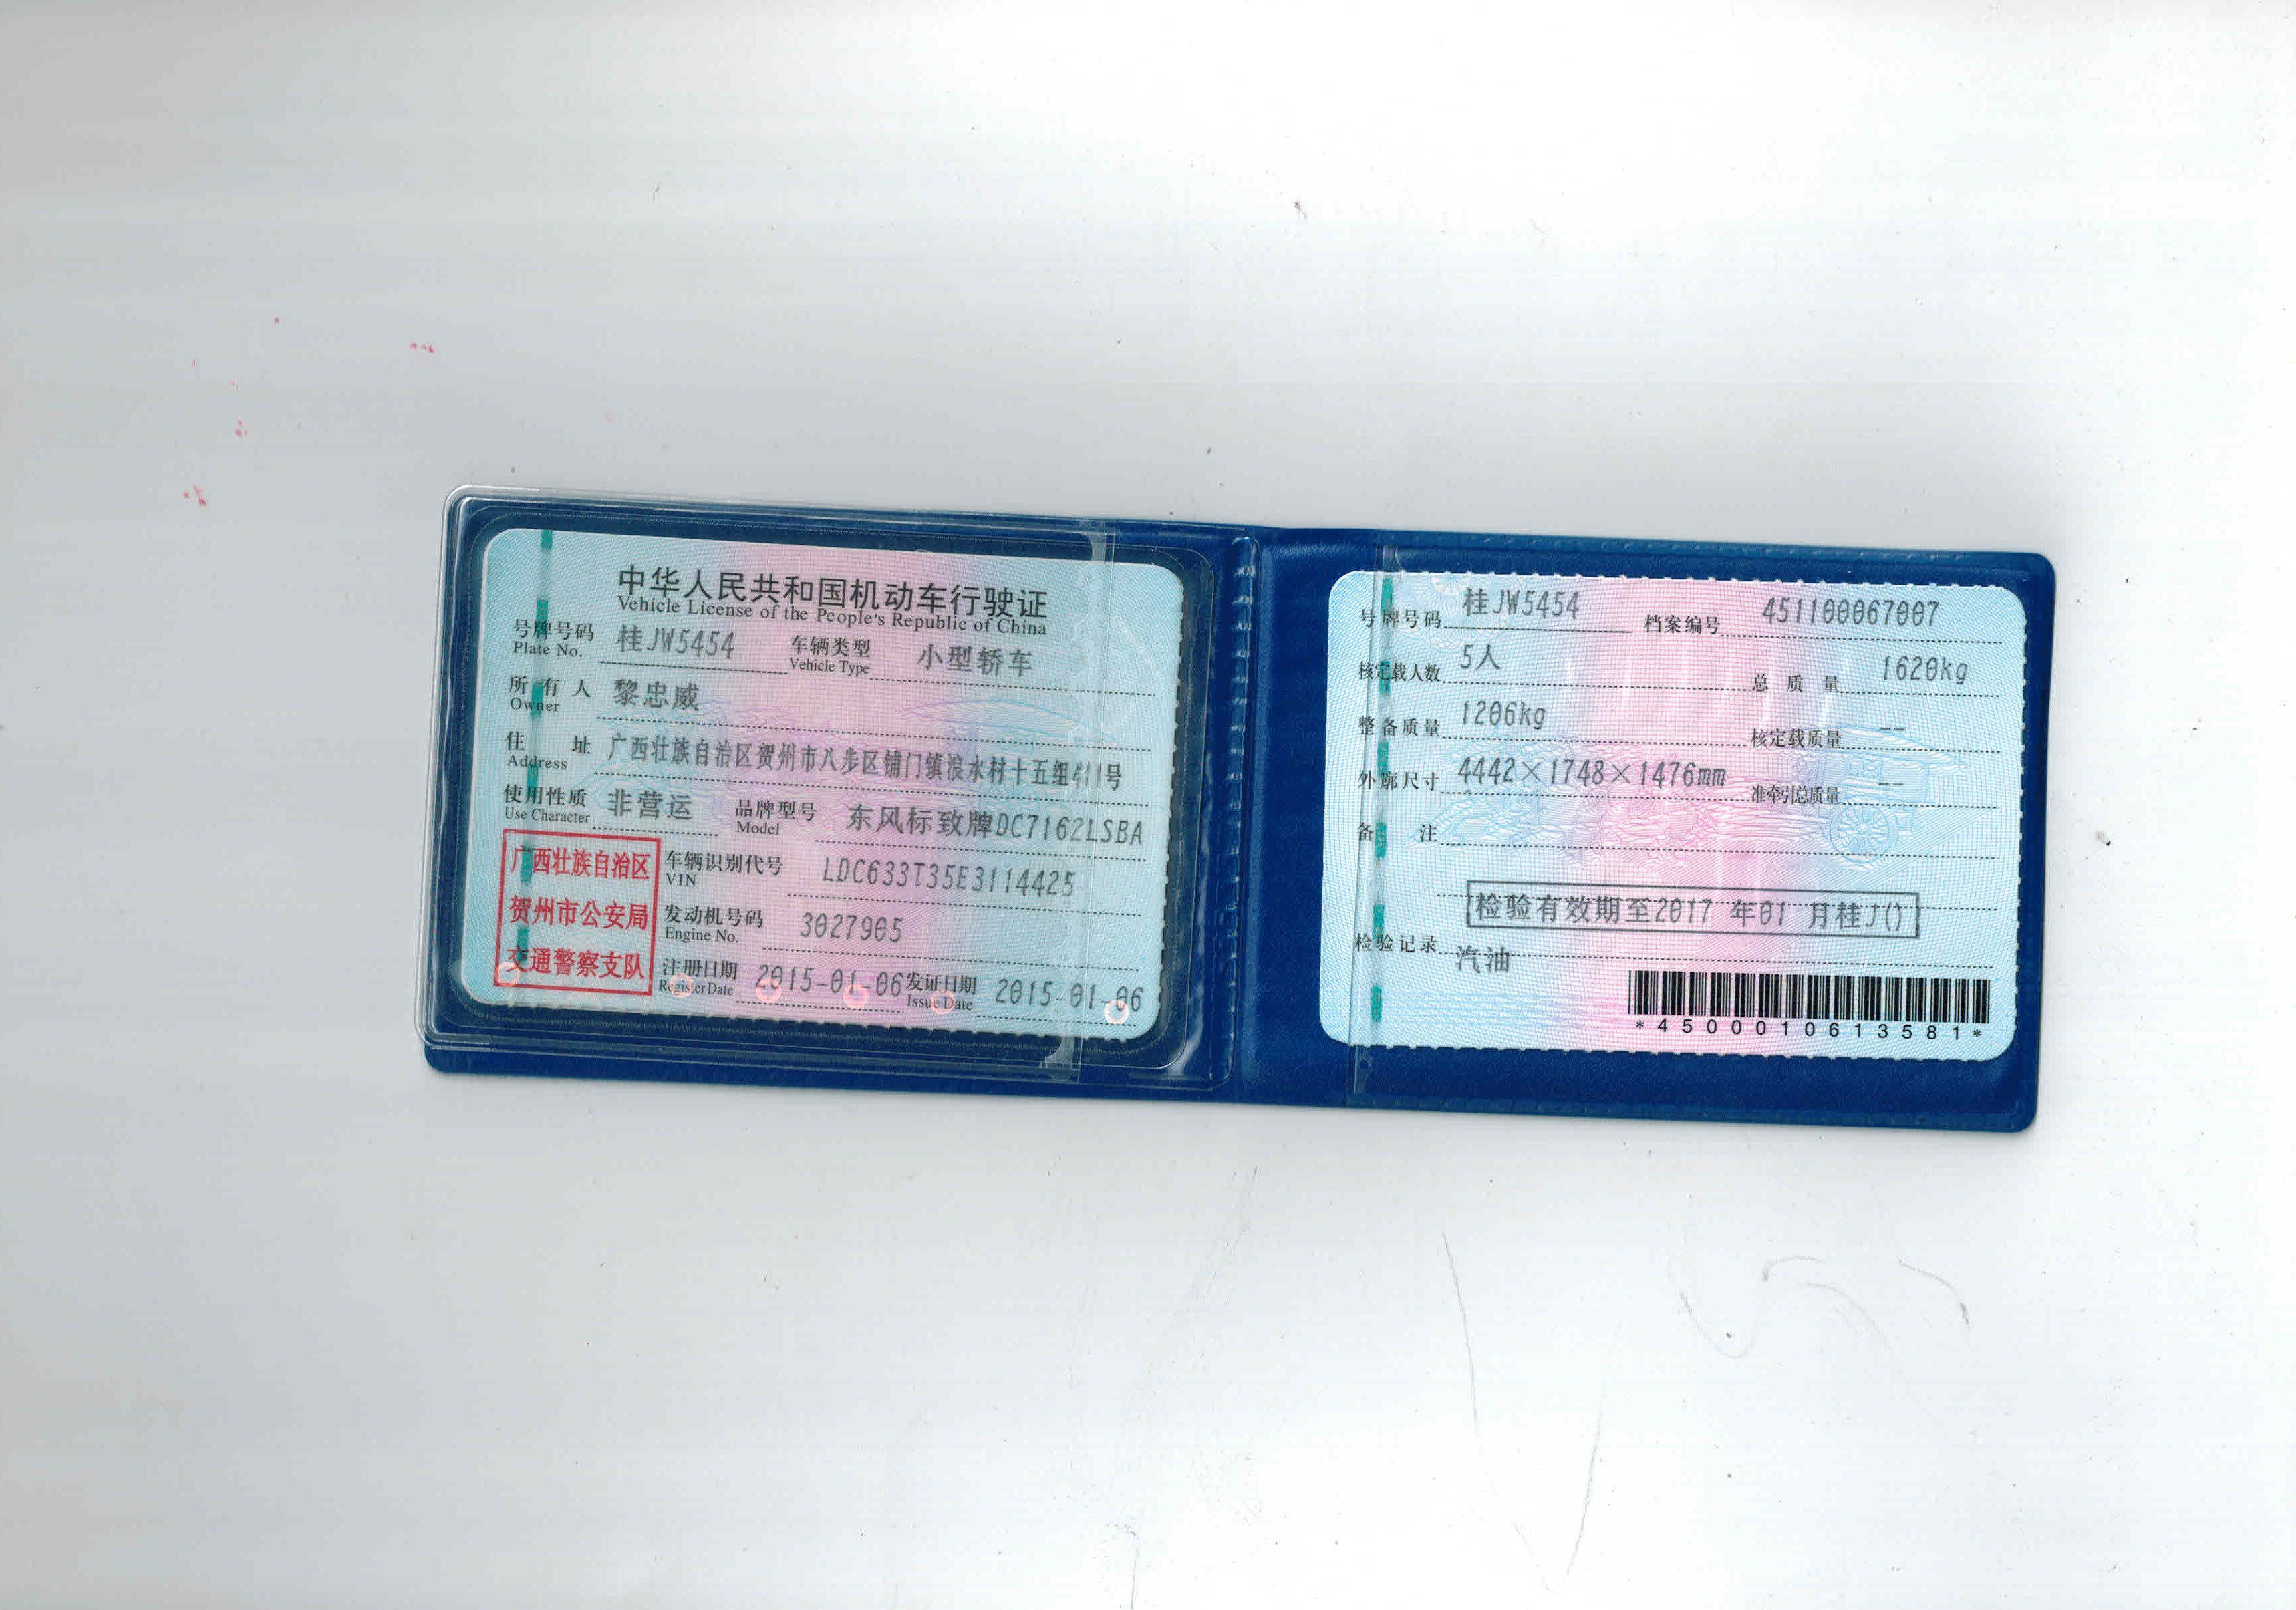 中华人民共和国机动车行驶证
Vehicle License of the People's Republic of China
号牌号码 桂JW5454 车辆类型 小型轿车
Plate No. Vehicle Type
所有人 黎忠威
Owner
住址 广西壮族自治区贺州市八步区铺门镇浪水村十五组411号
Address
使用性质 非营运 品牌型号 东风标致牌DC7162LSBA
Use Character Model
广西壮族自治区
贺州市公安局
交通警察支队
车辆识别代号 LDC633T35E3114425
VIN
发动机号码 3027905
Engine No.
注册日期 2015-01-06 发证日期 2015-01-06
Register Date Issue Date
号牌号码 桂JW5454 档案编号 451100067007
核定载人数 5人 总质量 1620kg
整备质量 1206kg 核定载质量 --
外廓尺寸 4442×1748×1476mm 准牵引总质量 --
备注
检验有效期至2017 年01 月桂J()
检验记录 汽油
*4500010613581*